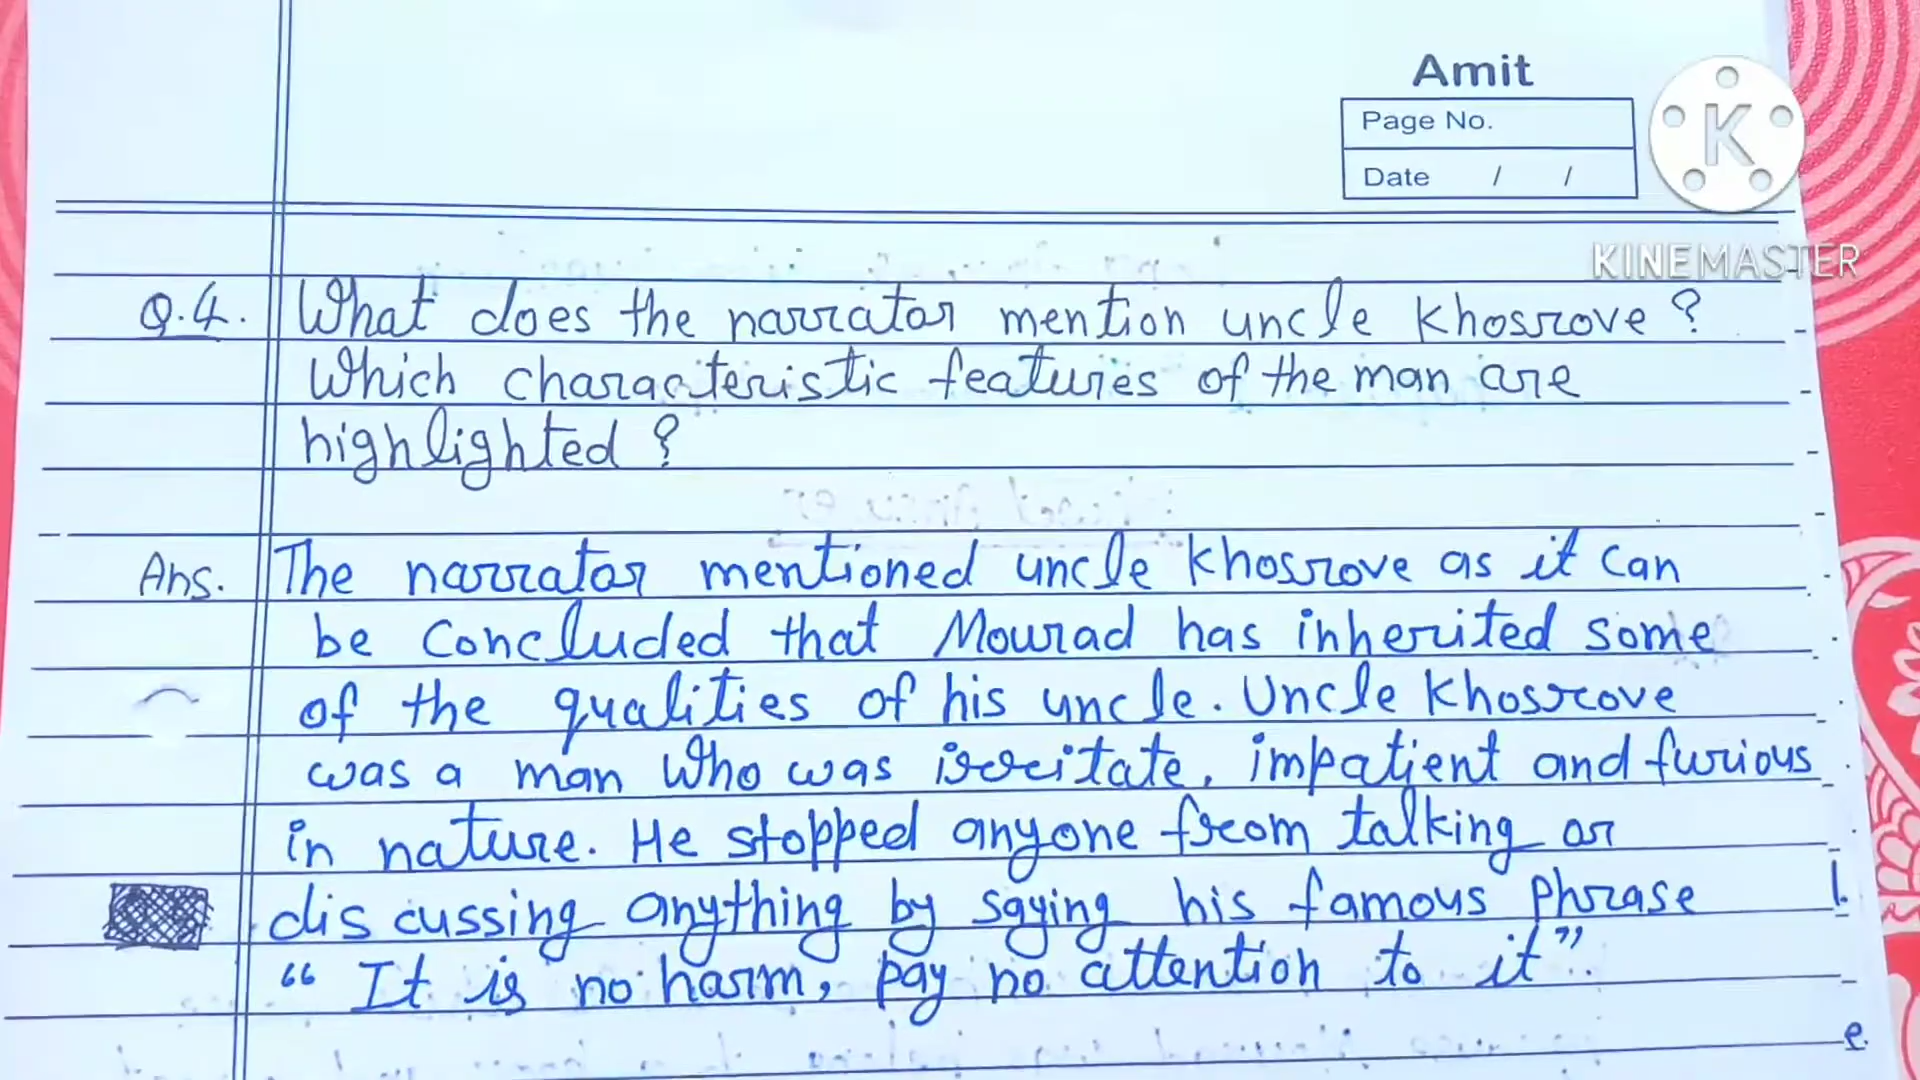 Amit
Page No.
Date / /
K
KINEMASTER
Q.4. What does the narrator mention uncle Khosrove?
Which characteristic features of the man are
highlighted?
Ans. The narrator mentioned uncle Khosrove as it can
be concluded that Mourad has inherited some
of the qualities of his uncle. Uncle Khosrove
was a man who was irritate, impatient and furious
in nature. He stopped anyone from talking or
dis cussing anything by saying his famous phrase
“It is no harm, pay no attention to it”.